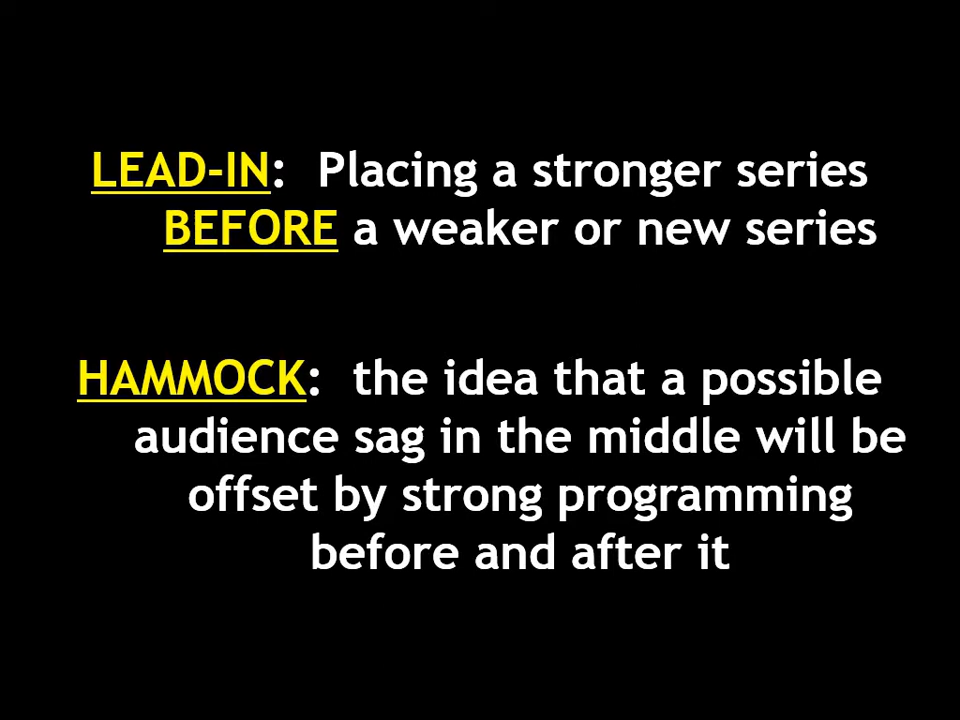 LEAD-IN: Placing a stronger series
BEFORE a weaker or new series
HAMMOCK: the idea that a possible
audience sag in the middle will be
offset by strong programming
before and after it